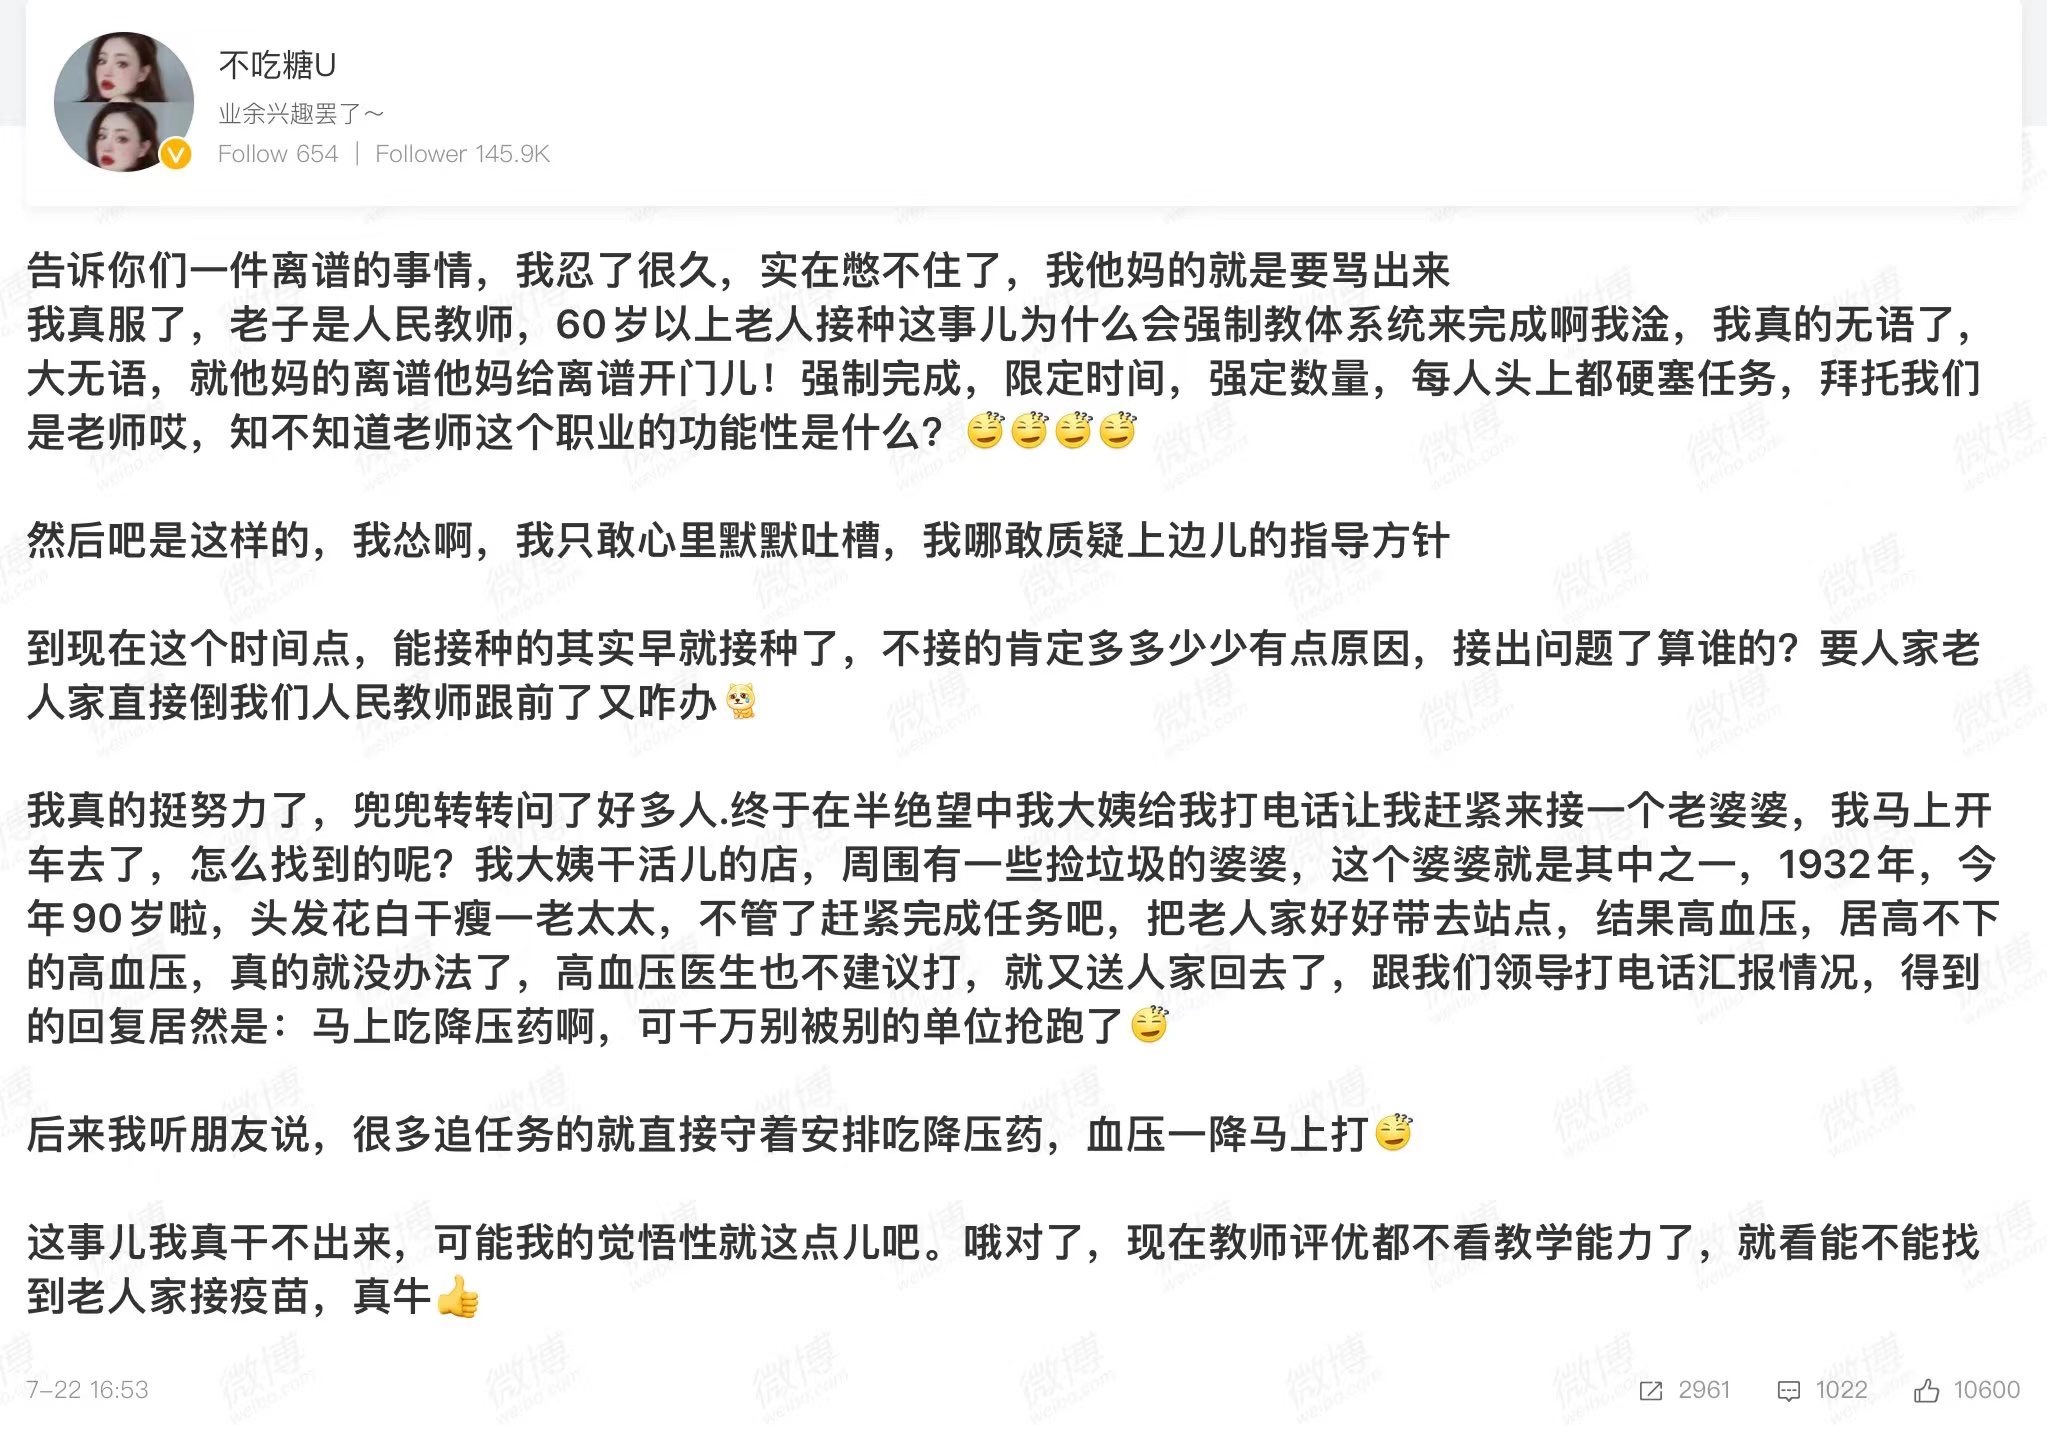 不吃糖U
业余兴趣罢了～
Follow 654 | Follower 145.9K
告诉你们一件离谱的事情，我忍了很久，实在憋不住了，我他妈的就是要骂出来
我真服了，老子是人民教师，60岁以上老人接种这事儿为什么会强制教体系统来完成啊我淦，我真的无语了，
大无语，就他妈的离谱他妈给离谱开门儿！强制完成，限定时间，强定数量，每人头上都硬塞任务，拜托我们
是老师哎，知不知道老师这个职业的功能性是什么？
然后吧是这样的，我怂啊，我只敢心里默默吐槽，我哪敢质疑上边儿的指导方针
到现在这个时间点，能接种的其实早就接种了，不接的肯定多多少少有点原因，接出问题了算谁的？要人家老
人家直接倒我们人民教师跟前了又咋办
我真的挺努力了，兜兜转转问了好多人.终于在半绝望中我大姨给我打电话让我赶紧来接一个老婆婆，我马上开
车去了，怎么找到的呢？我大姨干活儿的店，周围有一些捡垃圾的婆婆，这个婆婆就是其中之一，1932年，今
年90岁啦，头发花白干瘦一老太太，不管了赶紧完成任务吧，把老人家好好带去站点，结果高血压，居高不下
的高血压，真的就没办法了，高血压医生也不建议打，就又送人家回去了，跟我们领导打电话汇报情况，得到
的回复居然是：马上吃降压药啊，可千万别被别的单位抢跑了
后来我听朋友说，很多追任务的就直接守着安排吃降压药，血压一降马上打
这事儿我真干不出来，可能我的觉悟性就这点儿吧。哦对了，现在教师评优都不看教学能力了，就看能不能找
到老人家接疫苗，真牛
7-22 16:53
2961 1022 10600
微博
weibo.com